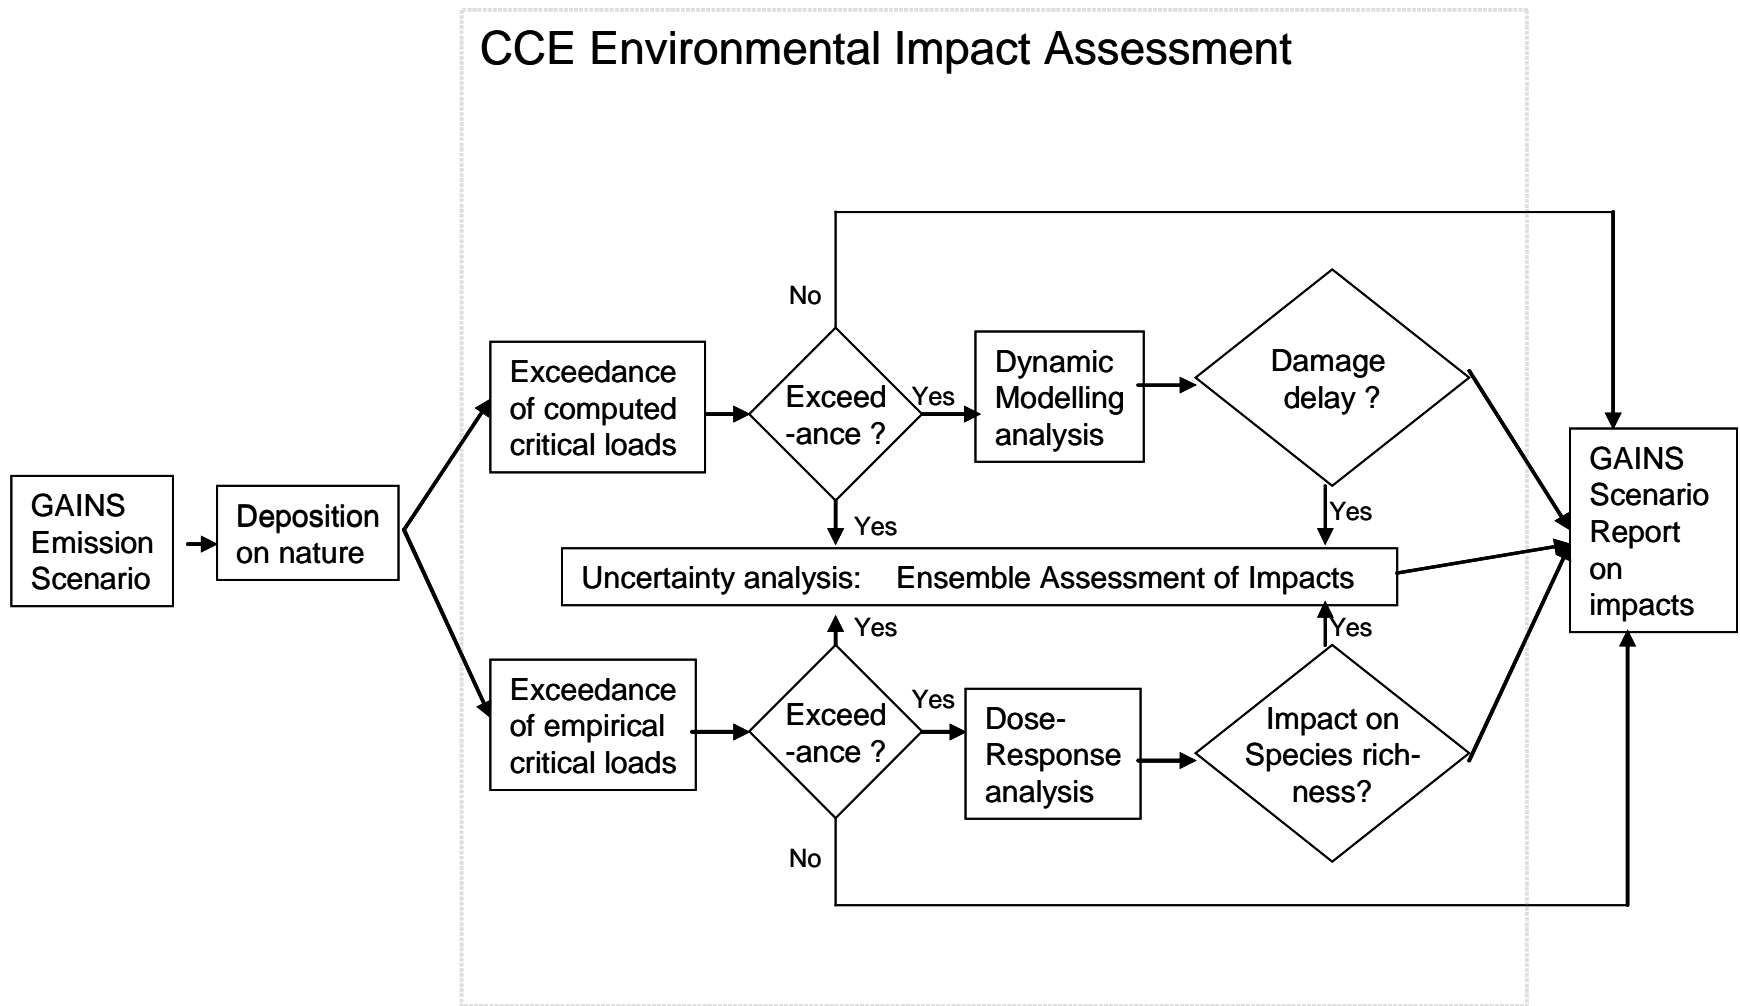 CCE Environmental Impact Assessment
No
Exceedance
of computed
critical loads
Exceed
-ance ?
Yes
Dynamic
Modelling
analysis
Damage
delay ?
GAINS
Emission
Scenario
Deposition
on nature
Yes
Yes
Uncertainty analysis: Ensemble Assessment of Impacts
GAINS
Scenario
Report
on
impacts
Yes
Yes
Exceedance
of empirical
critical loads
Exceed
-ance ?
Yes
Dose-
Response
analysis
Impact on
Species rich-
ness?
No